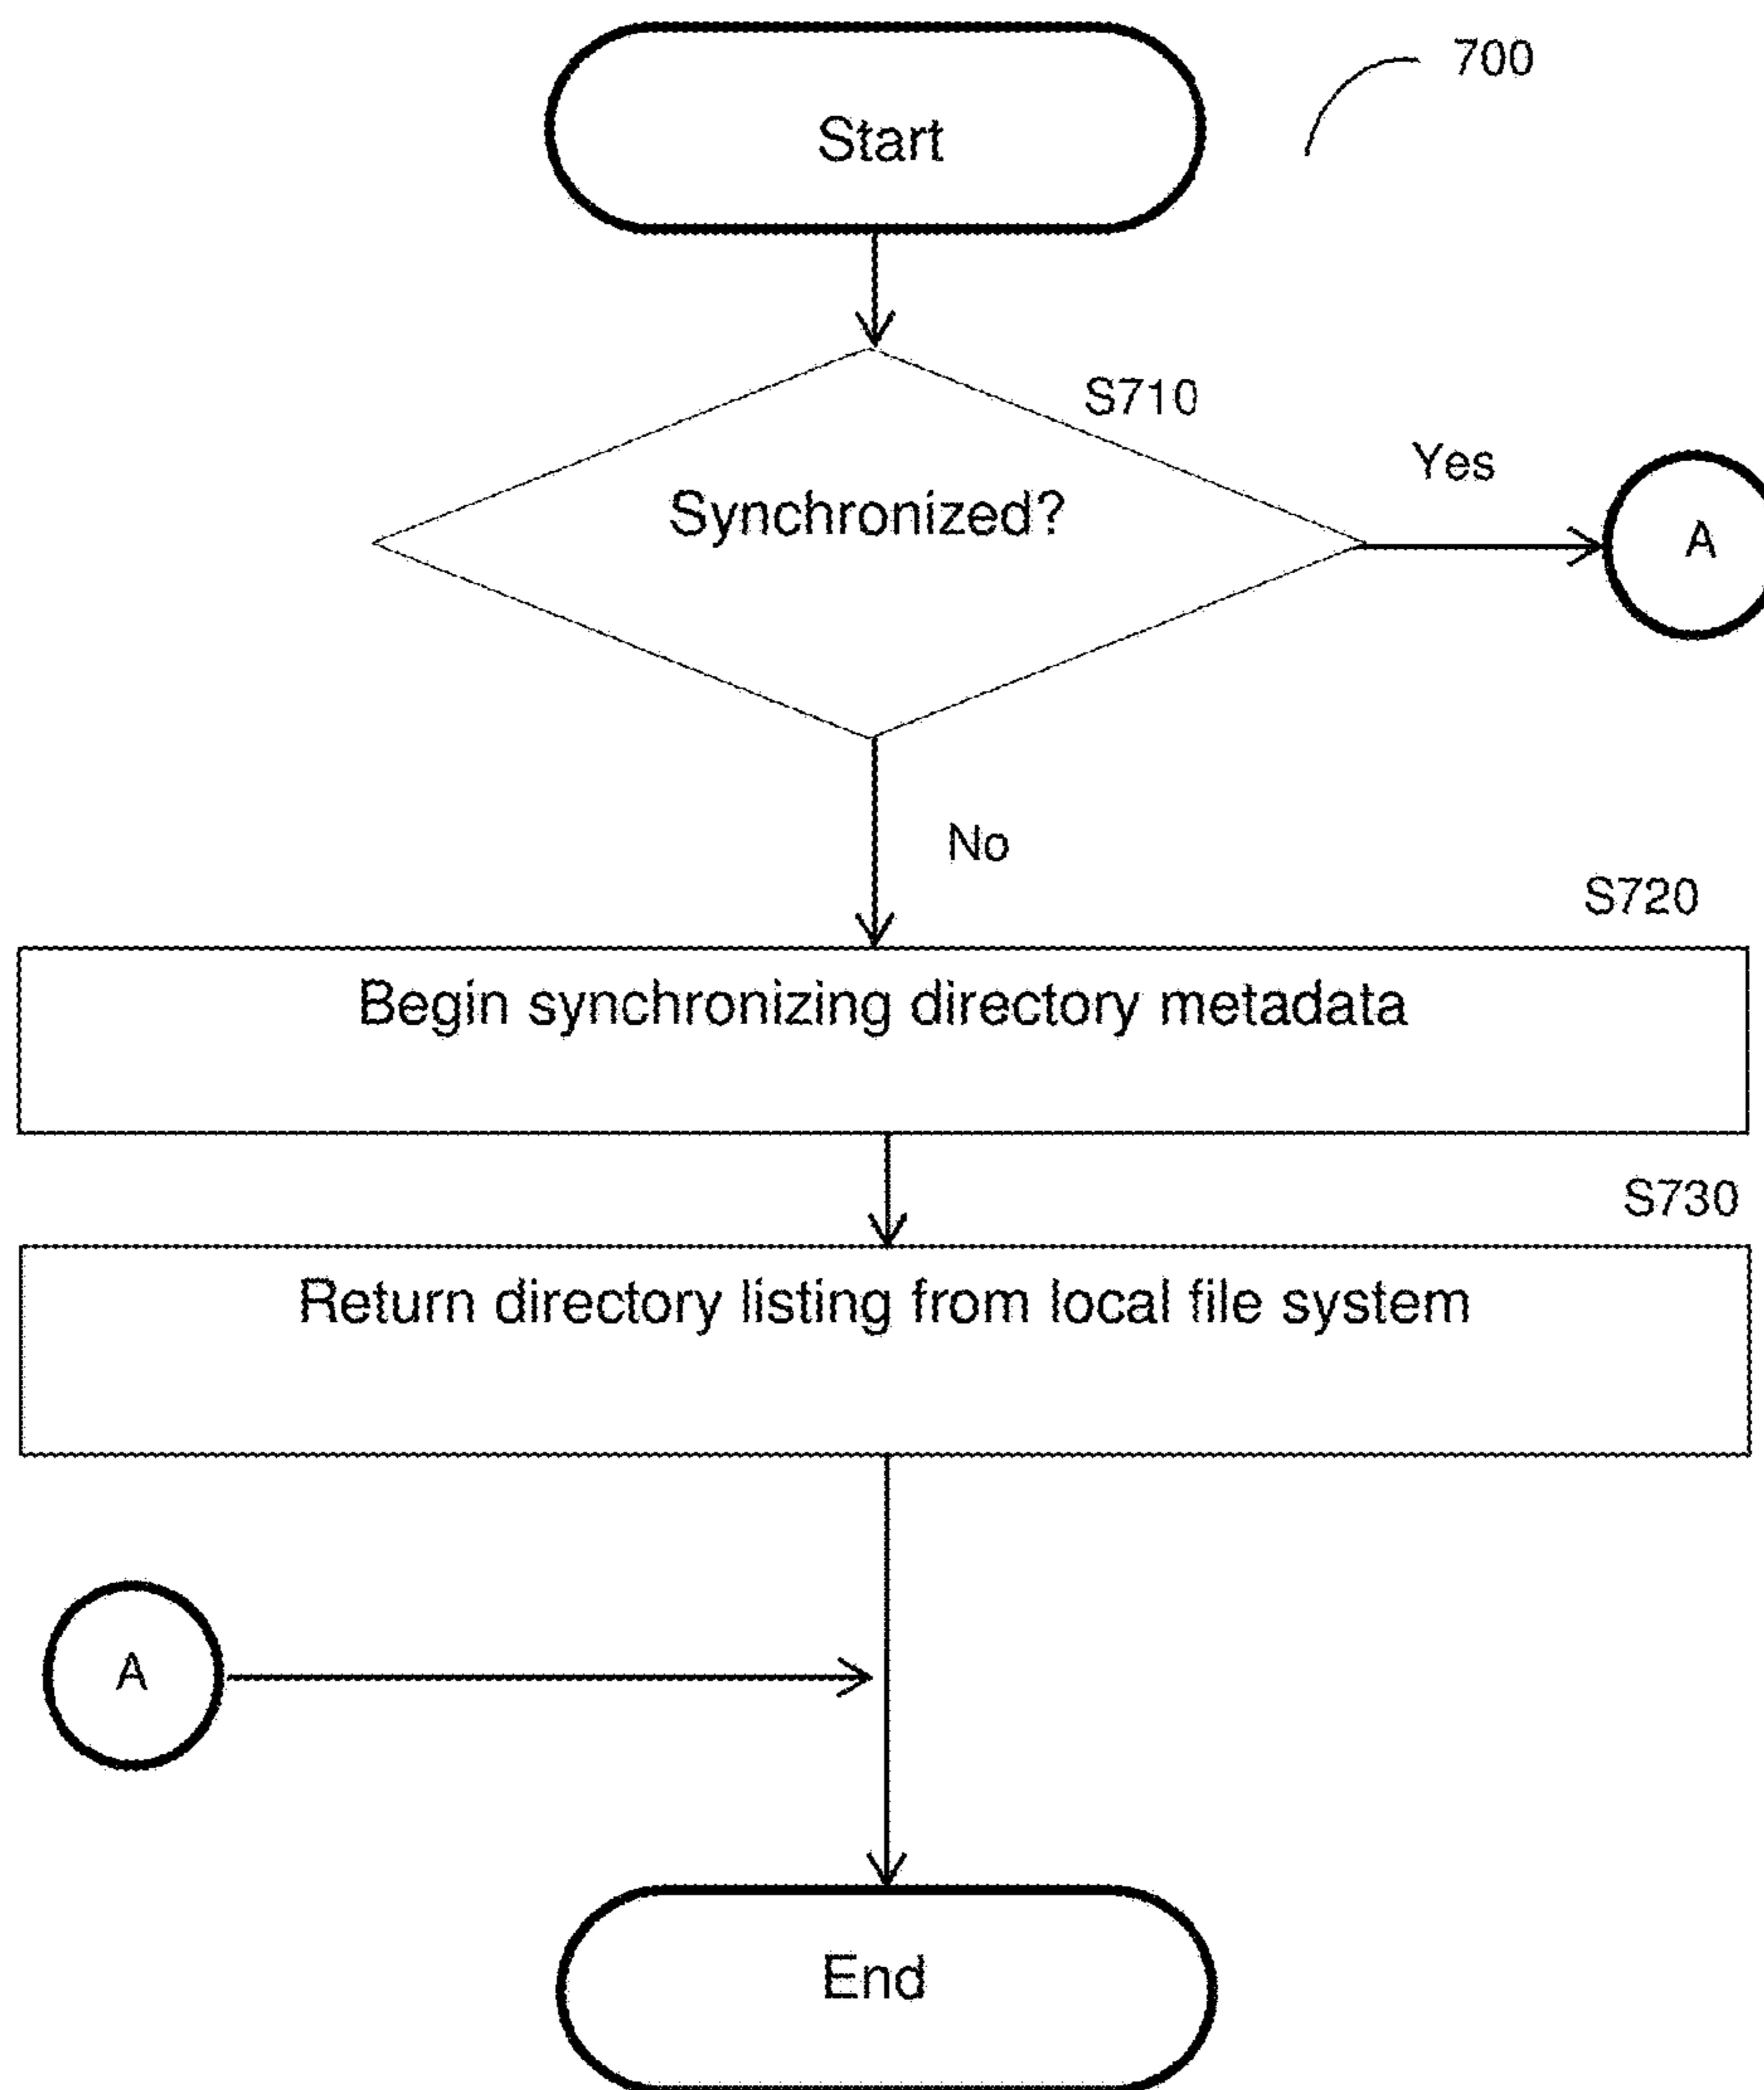 700
Start
S710
Synchronized?
Yes
A
No
S720
Begin synchronizing directory metadata
S730
Return directory listing from local file system
A
End